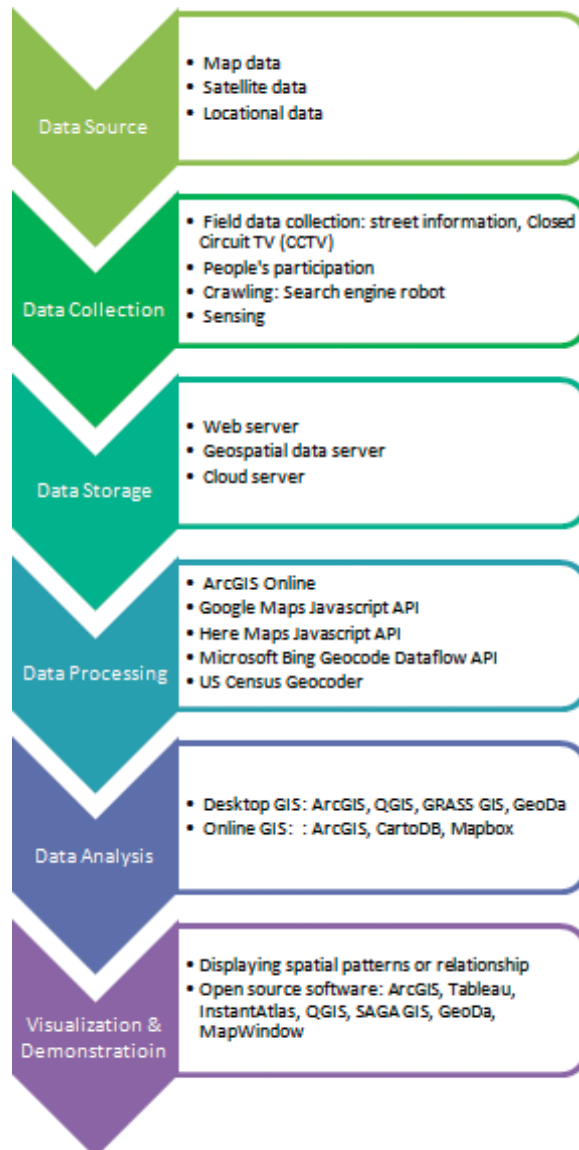 Data Source
• Map data
• Satellite data
• Locational data
Data Collection
• Field data collection: street information, Closed
Circuit TV (CCTV)
• People's participation
• Crawling: Search engine robot
• Sensing
Data Storage
• Web server
• Geospatial data server
• Cloud server
Data Processing
• ArcGIS Online
• Google Maps Javascript API
• Here Maps Javascript API
• Microsoft Bing Geocode Dataflow API
• US Census Geocoder
Data Analysis
• Desktop GIS: ArcGIS, QGIS, GRASS GIS, GeoDa
• Online GIS: : ArcGIS, CartoDB, Mapbox
Visualization &
Demonstratioin
• Displaying spatial patterns or relationship
• Open source software: ArcGIS, Tableau,
InstantAtlas, QGIS, SAGA GIS, GeoDa,
MapWindow